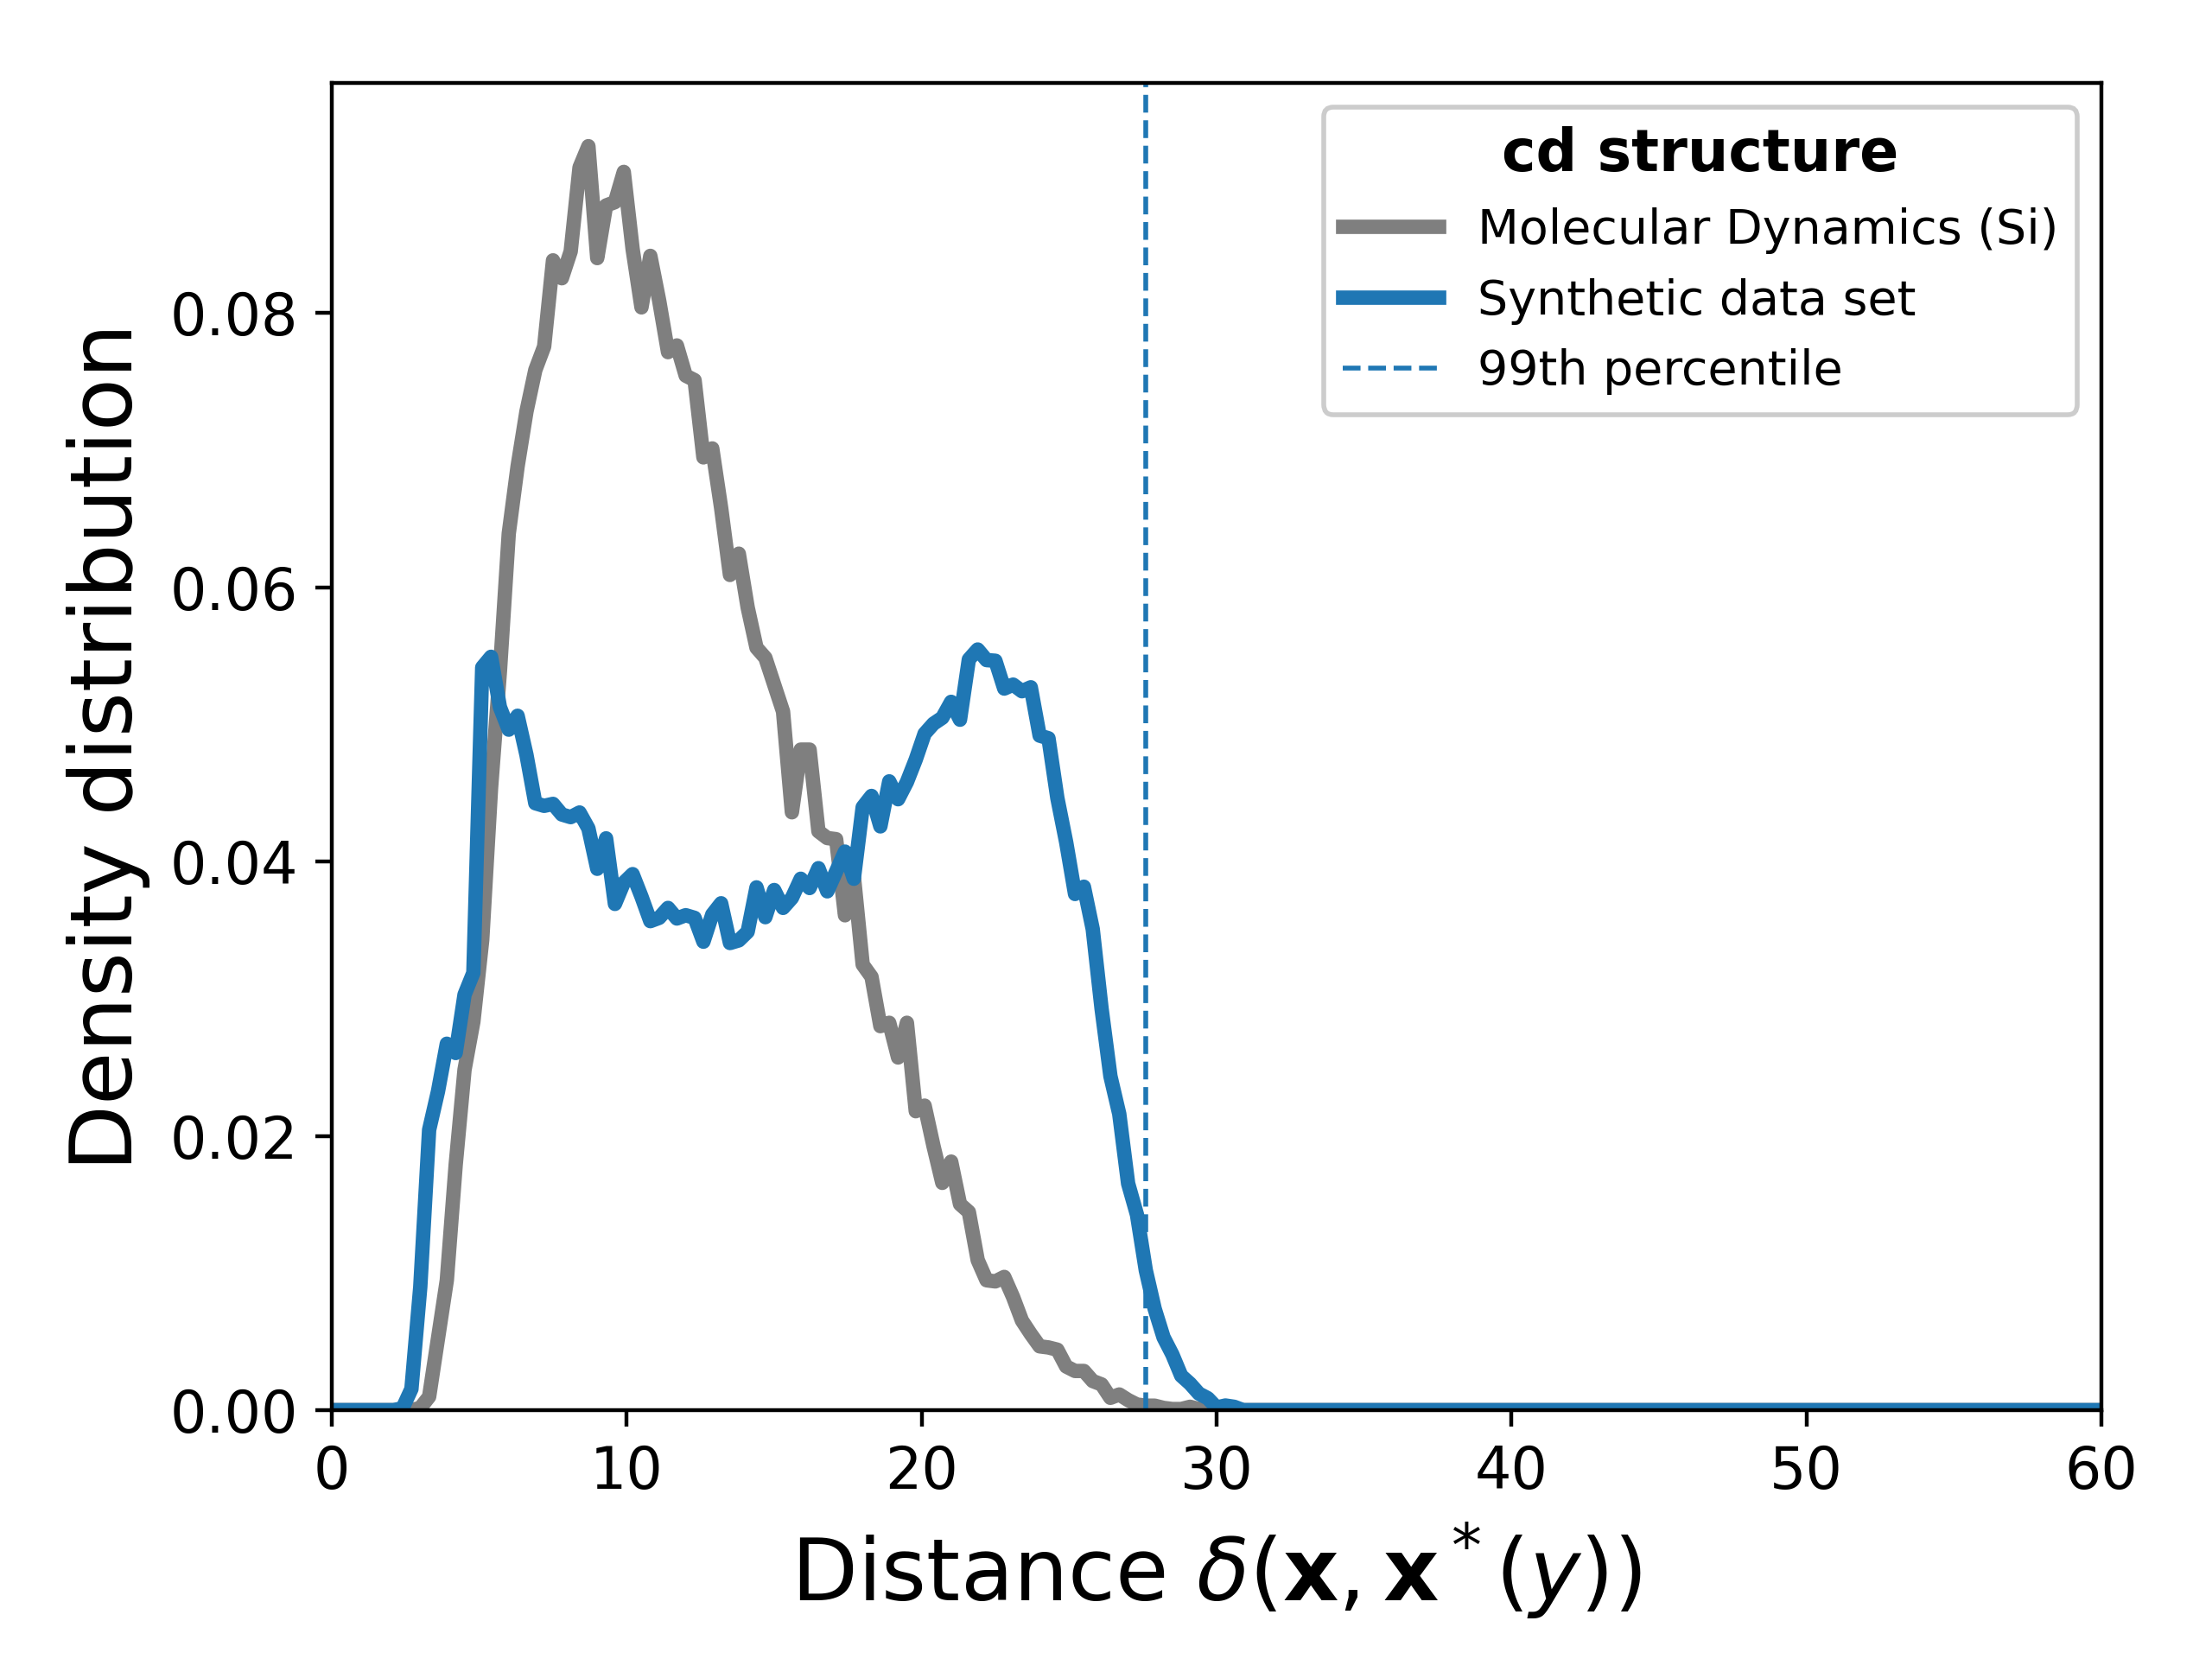 cd structure
Molecular Dynamics (Si)
Synthetic data set
99th percentile
Density distribution
0.08
0.06
0.04
0.02
0.00
0 10 20 30 40 50 60
Distance δ(x, x*(y))